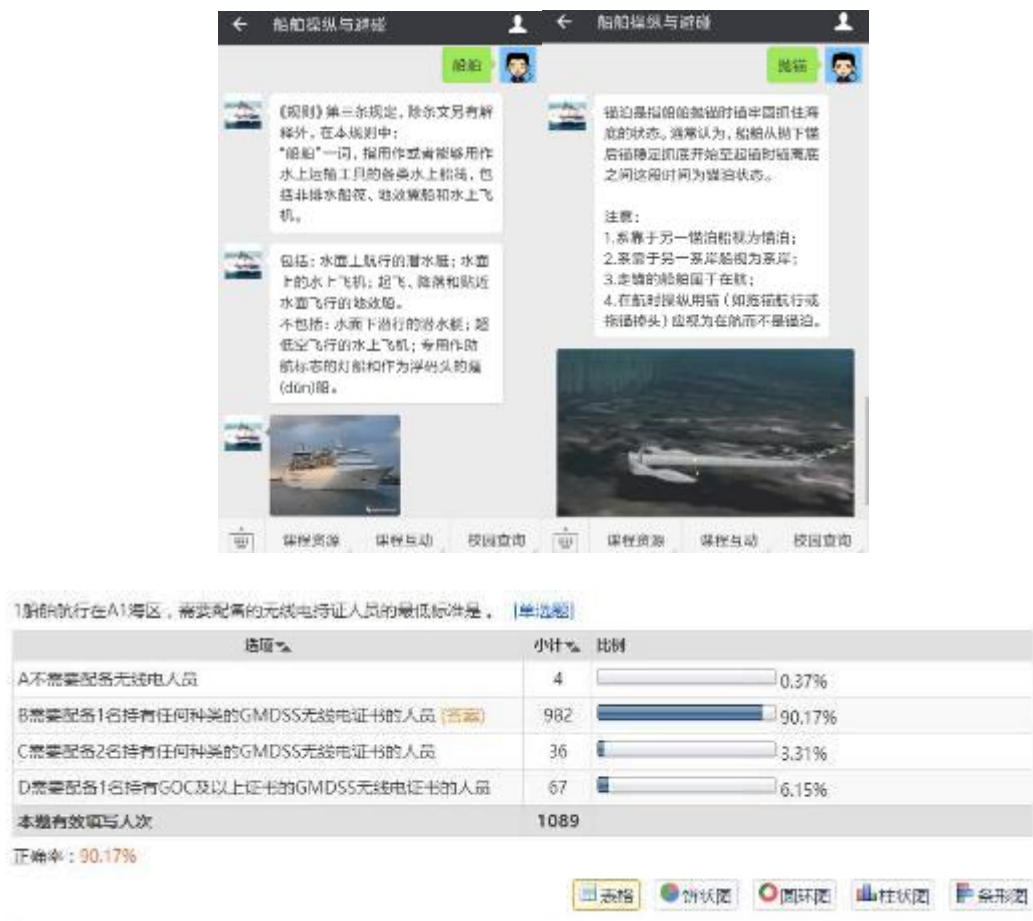 船舶操纵与避碰
船舶
《规则》第三条规定，除条文另有解
释外，在本规则中：
"船舶"一词，指用作或者能够用作
水上运输工具的各类水上船筏，包
括非排水船筏、地效翼船和水上飞
机。
包括：水面上航行的潜水艇；水面
上的水上飞机；起飞、降落和贴近
水面飞行的地效船。
不包括：水面下潜行的潜水艇；超
低空飞行的水上飞机；专用作助
航标志的灯船和作为浮码头的趸
(dǔn)船。
课程资源
课程互动
校园查询
船舶操纵与避碰
抛锚
锚泊是指船舶抛锚时锚牢固抓住海
底的状态。通常认为，船舶从抛下锚
后锚稳定抓底开始至起锚时锚离底
之间这段时间为锚泊状态。
注意：
1.系靠于另一锚泊船视为锚泊；
2.系靠于另一系岸船视为系岸；
3.走锚的船舶属于在航；
4.在航时操纵用锚（如拖锚航行或
拖锚掉头）应视为在航而不是锚泊。
课程资源
课程互动
校园查询
1船舶航行在A1海区，需要配备的无线电持证人员的最低标准是。 [单选题]
选项 小计 比例
A不需要配备无线电人员 4 0.37%
B需要配备1名持有任何种类的GMDSS无线电证书的人员 (答案) 982 90.17%
C需要配备2名持有任何种类的GMDSS无线电证书的人员 36 3.31%
D需要配备1名持有GOC及以上证书的GMDSS无线电证书的人员 67 6.15%
本题有效填写人次 1089
正确率：90.17%
表格 饼状图 圆环图 柱状图 条形图